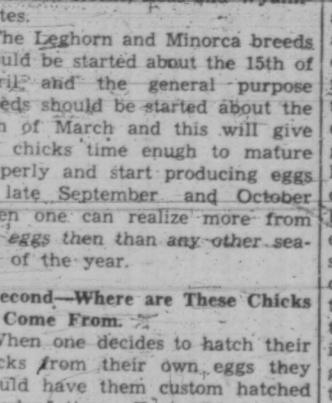 tes.
he Leghorn and Minorca breeds
uld be started about the 15th of
ril and the general purpose
eds should be started about the
h of March and this will give
chicks time enugh to mature
perly and start producing eggs
late September and October
en one can realize more from
eggs then than any other sea-
of the year.
econd—Where are These Chicks
Come From.
hen one decides to hatch their
cks from their own eggs they
uld have them custom hatched